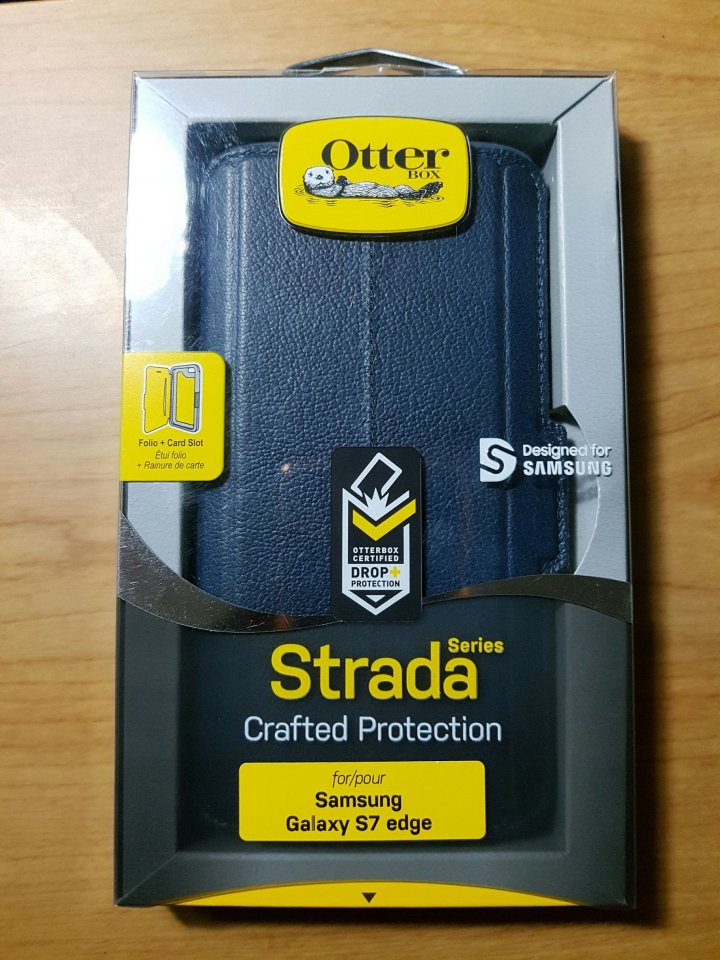 Otter
BOX
Folio + Card Slot
Étui folio
+ Rainure de carte
Designed for
SAMSUNG
OTTERBOX
CERTIFIED
DROP+
PROTECTION
Strada Series
Crafted Protection
for/pour
Samsung
Galaxy S7 edge